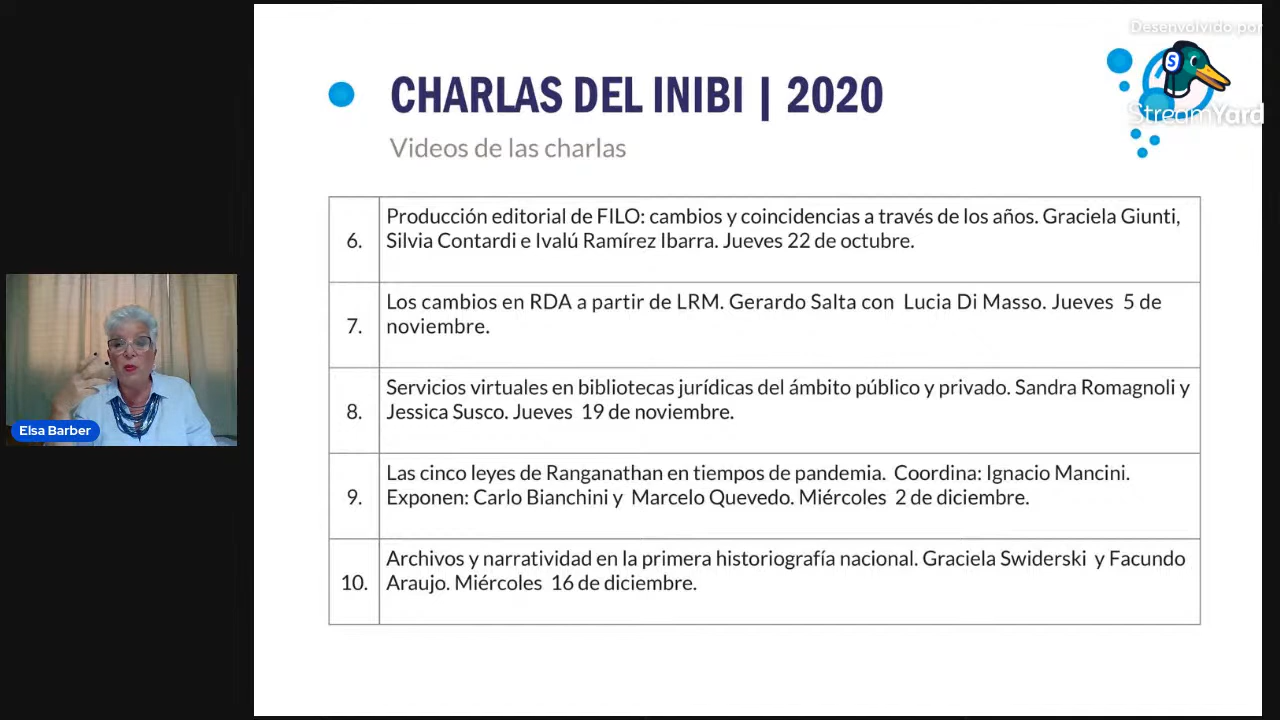 Desenvolvido por
StreamYard
CHARLAS DEL INIBI | 2020
Videos de las charlas
6.
Producción editorial de FILO: cambios y coincidencias a través de los años. Graciela Giunti,
Silvia Contardi e Ivalú Ramírez Ibarra. Jueves 22 de octubre.
7.
Los cambios en RDA a partir de LRM. Gerardo Salta con Lucia Di Masso. Jueves 5 de
noviembre.
8.
Servicios virtuales en bibliotecas jurídicas del ámbito público y privado. Sandra Romagnoli y
Jessica Susco. Jueves 19 de noviembre.
9.
Las cinco leyes de Ranganathan en tiempos de pandemia. Coordina: Ignacio Mancini.
Exponen: Carlo Bianchini y Marcelo Quevedo. Miércoles 2 de diciembre.
10.
Archivos y narratividad en la primera historiografía nacional. Graciela Swiderski y Facundo
Araujo. Miércoles 16 de diciembre.
Elsa Barber